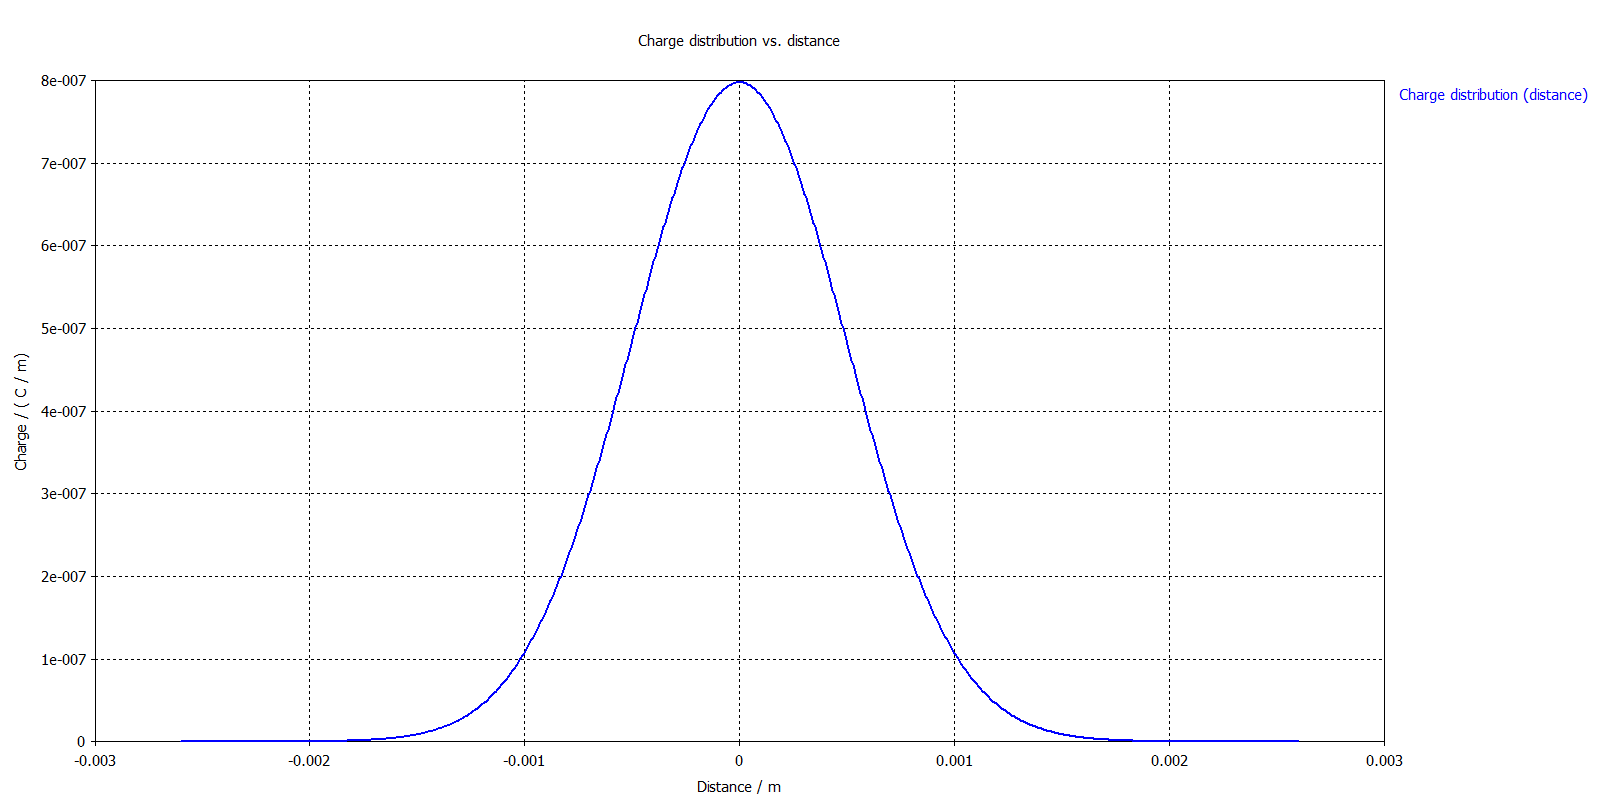 Charge distribution vs. distance
8e-007
7e-007
6e-007
5e-007
4e-007
3e-007
2e-007
1e-007
0
Charge / ( C / m)
-0.003
-0.002
-0.001
0
0.001
0.002
0.003
Distance / m
Charge distribution (distance)